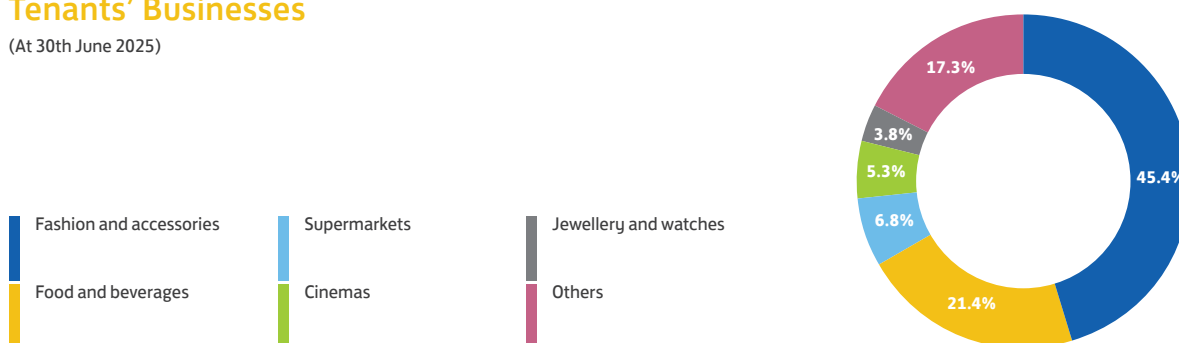 Tenants’ Businesses
(At 30th June 2025)
17.3%
3.8%
5.3%
45.4%
6.8%
21.4%
Fashion and accessories
Supermarkets
Jewellery and watches
Food and beverages
Cinemas
Others